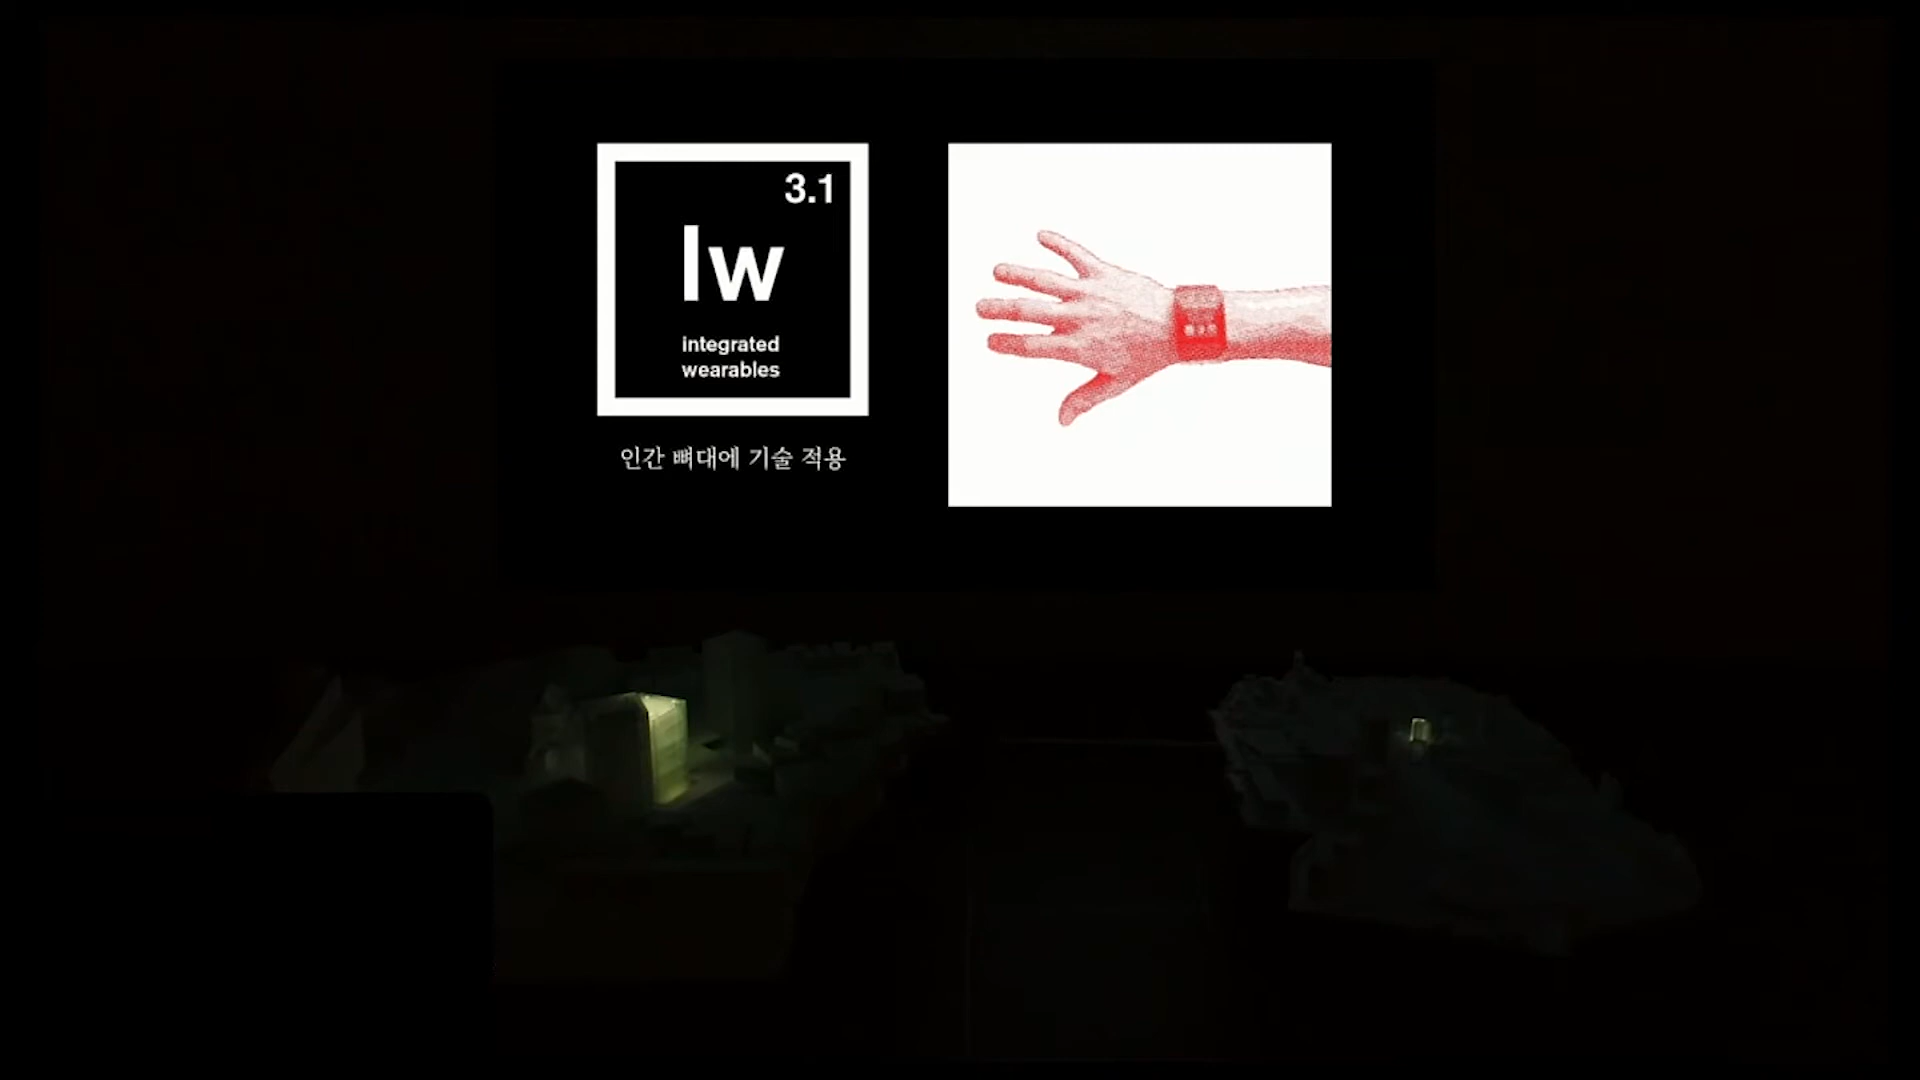 3.1
Iw
integrated
wearables
인간 뼈대에 기술 적용